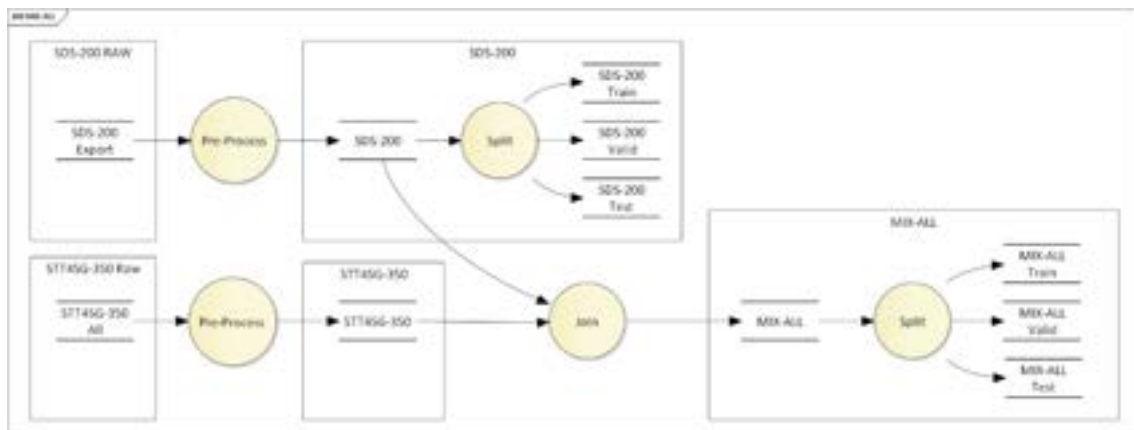 SDS-200 RAW
SDS-200
Export
Pre-Process
SDS-200
SDS-200
Split
SDS-200
Train
SDS-200
Valid
SDS-200
Test
STT4SG-350 Raw
STT4SG-350
All
Pre-Process
STT4SG-350
STT4SG-350
Join
MIX-ALL
MIX-ALL
Split
MIX-ALL
Train
MIX-ALL
Valid
MIX-ALL
Test